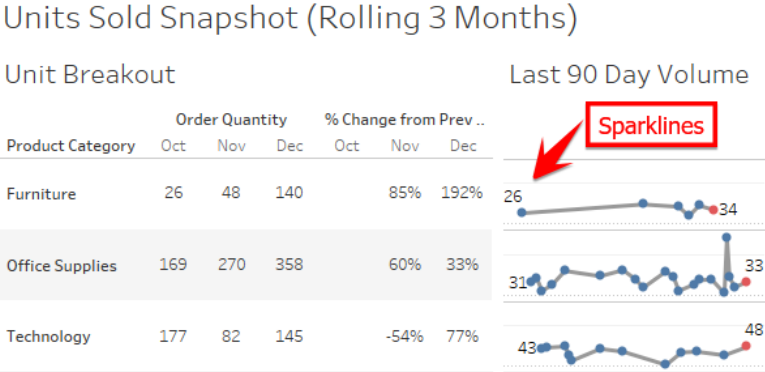 Units Sold Snapshot (Rolling 3 Months)
Unit Breakout
Last 90 Day Volume
Order Quantity % Change from Prev ..
Sparklines
Product Category Oct Nov Dec Oct Nov Dec
Furniture 26 48 140 85% 192% 26 34
Office Supplies 169 270 358 60% 33% 31 33
Technology 177 82 145 -54% 77% 43 48